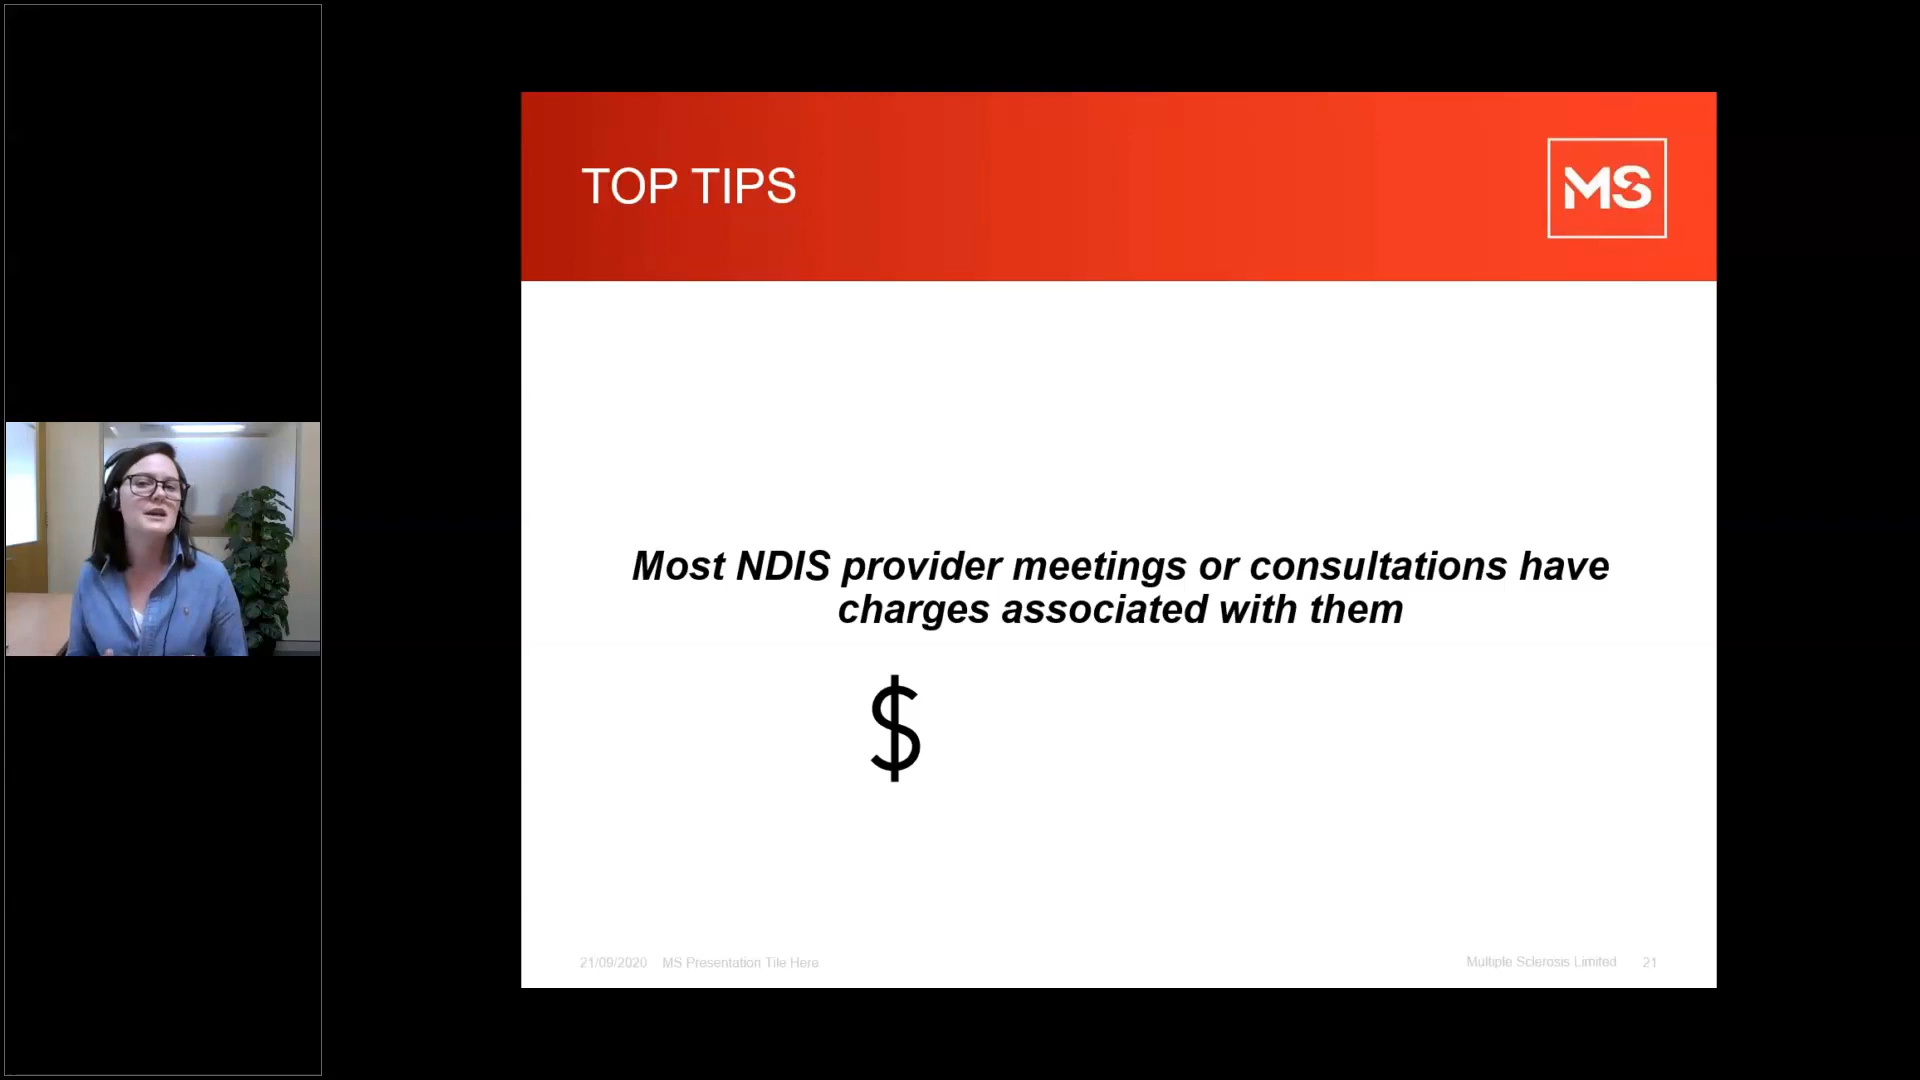 TOP TIPS
MS
Most NDIS provider meetings or consultations have
charges associated with them
$
21/09/2020 MS Presentation Tile Here
Multiple Sclerosis Limited 21